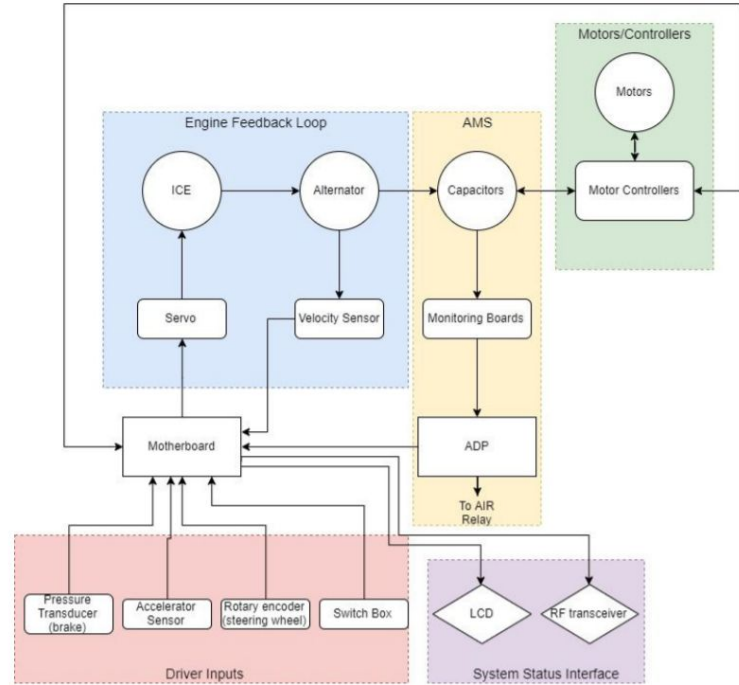 Motors/Controllers
Motors
Motor Controllers
Engine Feedback Loop
ICE
Alternator
Servo
Velocity Sensor
AMS
Capacitors
Monitoring Boards
ADP
To AIR
Relay
Motherboard
Pressure
Transducer
(brake)
Accelerator
Sensor
Rotary encoder
(steering wheel)
Switch Box
Driver Inputs
LCD
RF transceiver
System Status Interface